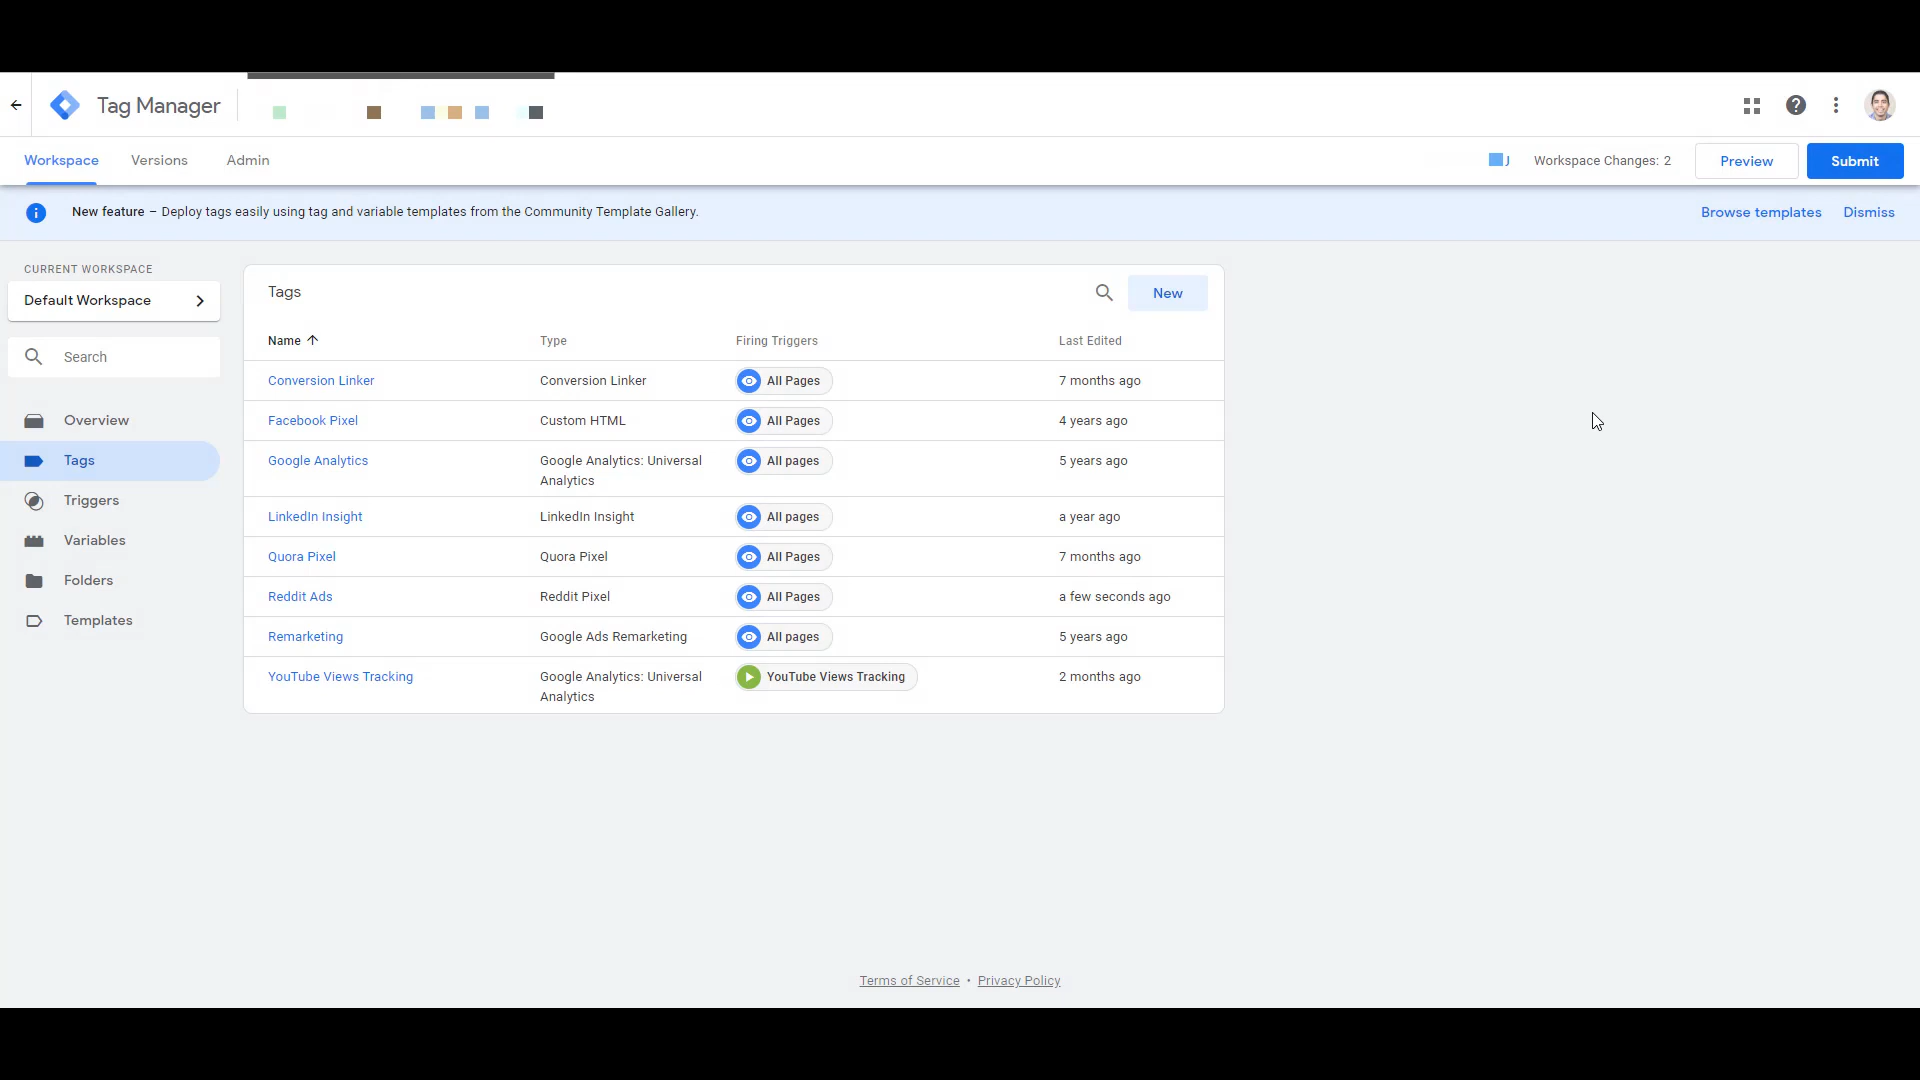 Tag Manager
Workspace Versions Admin
Workspace Changes: 2 Preview Submit
New feature – Deploy tags easily using tag and variable templates from the Community Template Gallery.
Browse templates Dismiss
CURRENT WORKSPACE
Default Workspace
Search
Overview
Tags
Triggers
Variables
Folders
Templates
Tags New
Name Type Firing Triggers Last Edited
Conversion Linker Conversion Linker All Pages 7 months ago
Facebook Pixel Custom HTML All Pages 4 years ago
Google Analytics Google Analytics: Universal All pages 5 years ago
Analytics
LinkedIn Insight LinkedIn Insight All pages a year ago
Quora Pixel Quora Pixel All Pages 7 months ago
Reddit Ads Reddit Pixel All Pages a few seconds ago
Remarketing Google Ads Remarketing All pages 5 years ago
YouTube Views Tracking Google Analytics: Universal YouTube Views Tracking 2 months ago
Analytics
Terms of Service • Privacy Policy